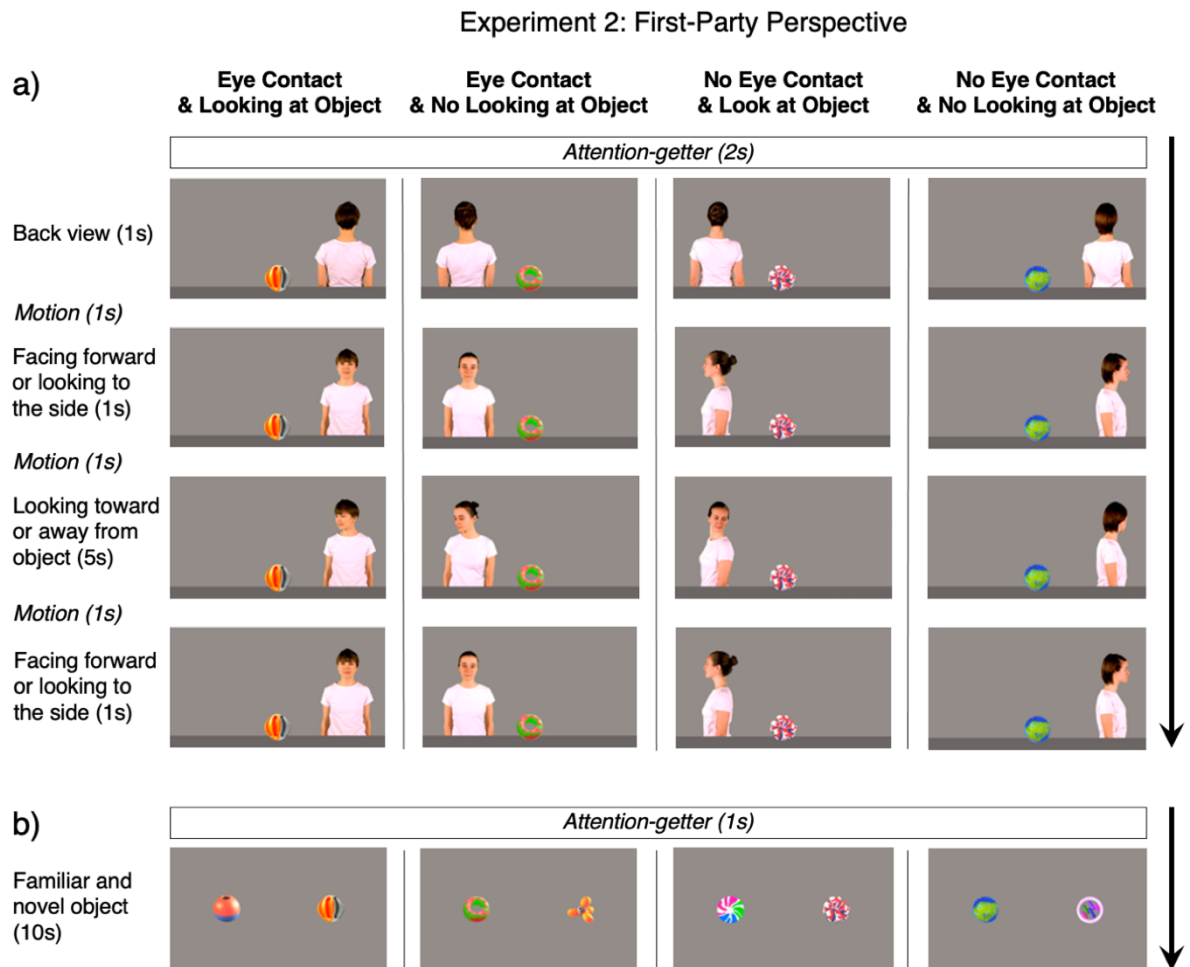 Experiment 2: First-Party Perspective
a)
Eye Contact
& Looking at Object
Eye Contact
& No Looking at Object
No Eye Contact
& Look at Object
No Eye Contact
& No Looking at Object
Attention-getter (2s)
Back view (1s)
Motion (1s)
Facing forward
or looking to
the side (1s)
Motion (1s)
Looking toward
or away from
object (5s)
Motion (1s)
Facing forward
or looking to
the side (1s)
b)
Attention-getter (1s)
Familiar and
novel object
(10s)